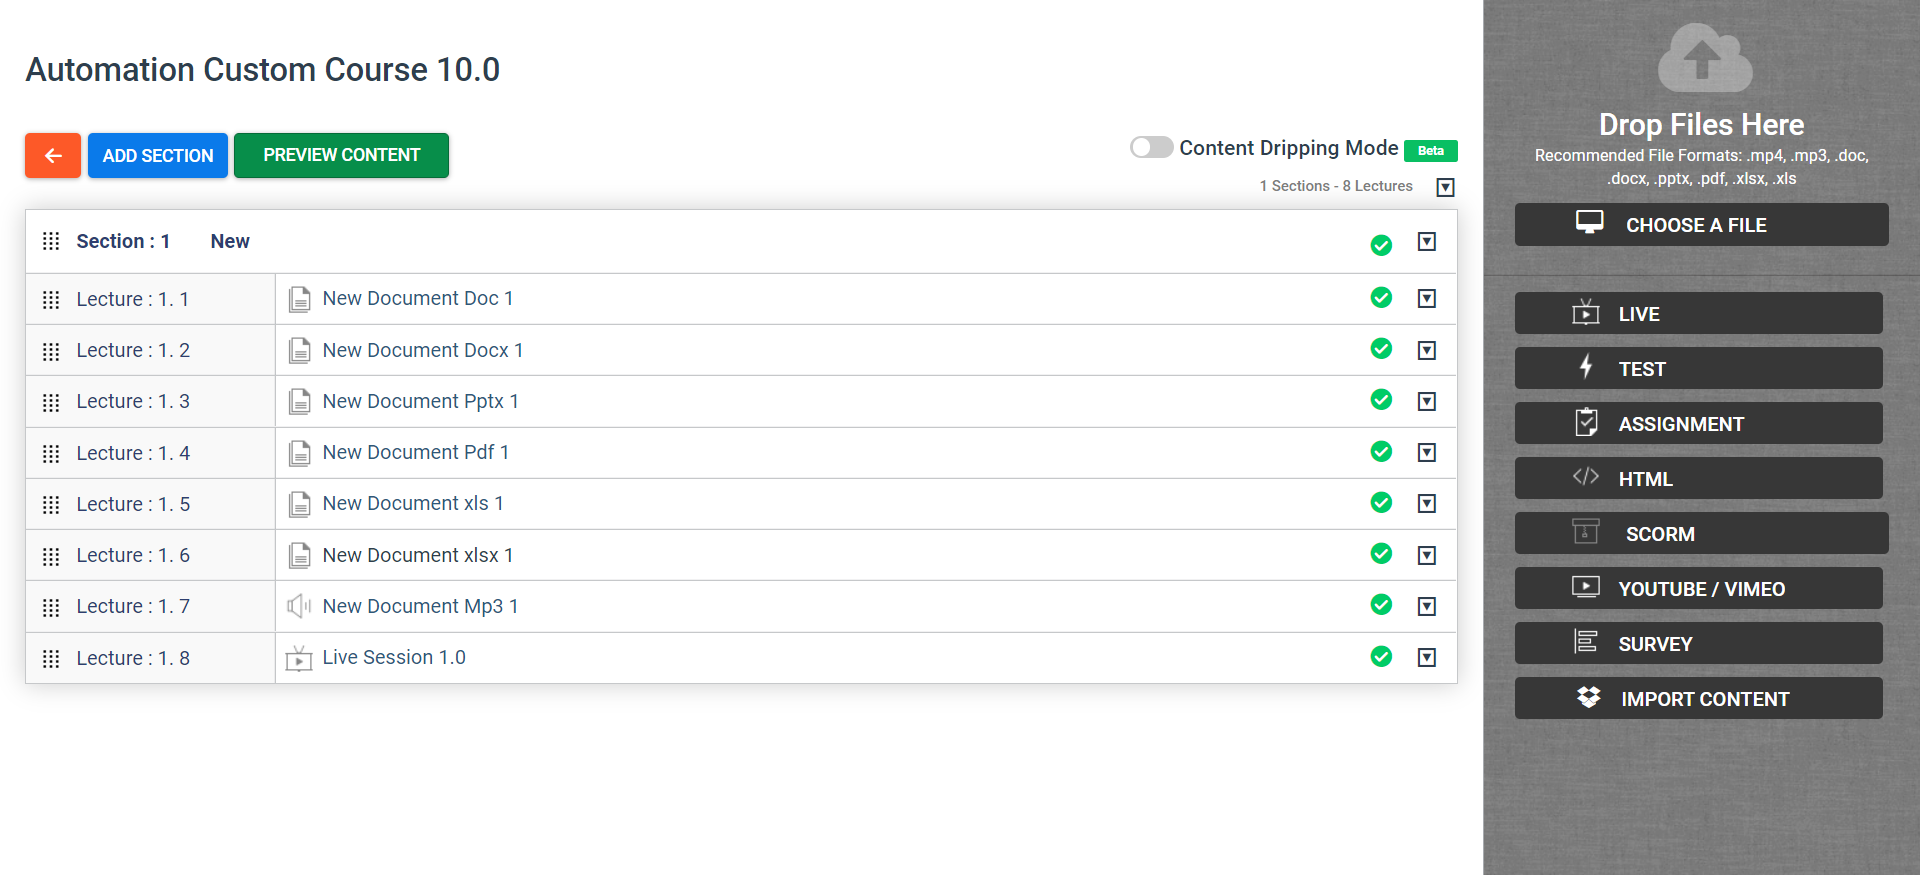 Automation Custom Course 10.0
ADD SECTION
PREVIEW CONTENT
Content Dripping Mode Beta
1 Sections - 8 Lectures
Section : 1 New
Lecture : 1. 1 New Document Doc 1
Lecture : 1. 2 New Document Docx 1
Lecture : 1. 3 New Document Pptx 1
Lecture : 1. 4 New Document Pdf 1
Lecture : 1. 5 New Document xls 1
Lecture : 1. 6 New Document xlsx 1
Lecture : 1. 7 New Document Mp3 1
Lecture : 1. 8 Live Session 1.0
Drop Files Here
Recommended File Formats: .mp4, .mp3, .doc,
.docx, .pptx, .pdf, .xlsx, .xls
CHOOSE A FILE
LIVE
TEST
ASSIGNMENT
HTML
SCORM
YOUTUBE / VIMEO
SURVEY
IMPORT CONTENT